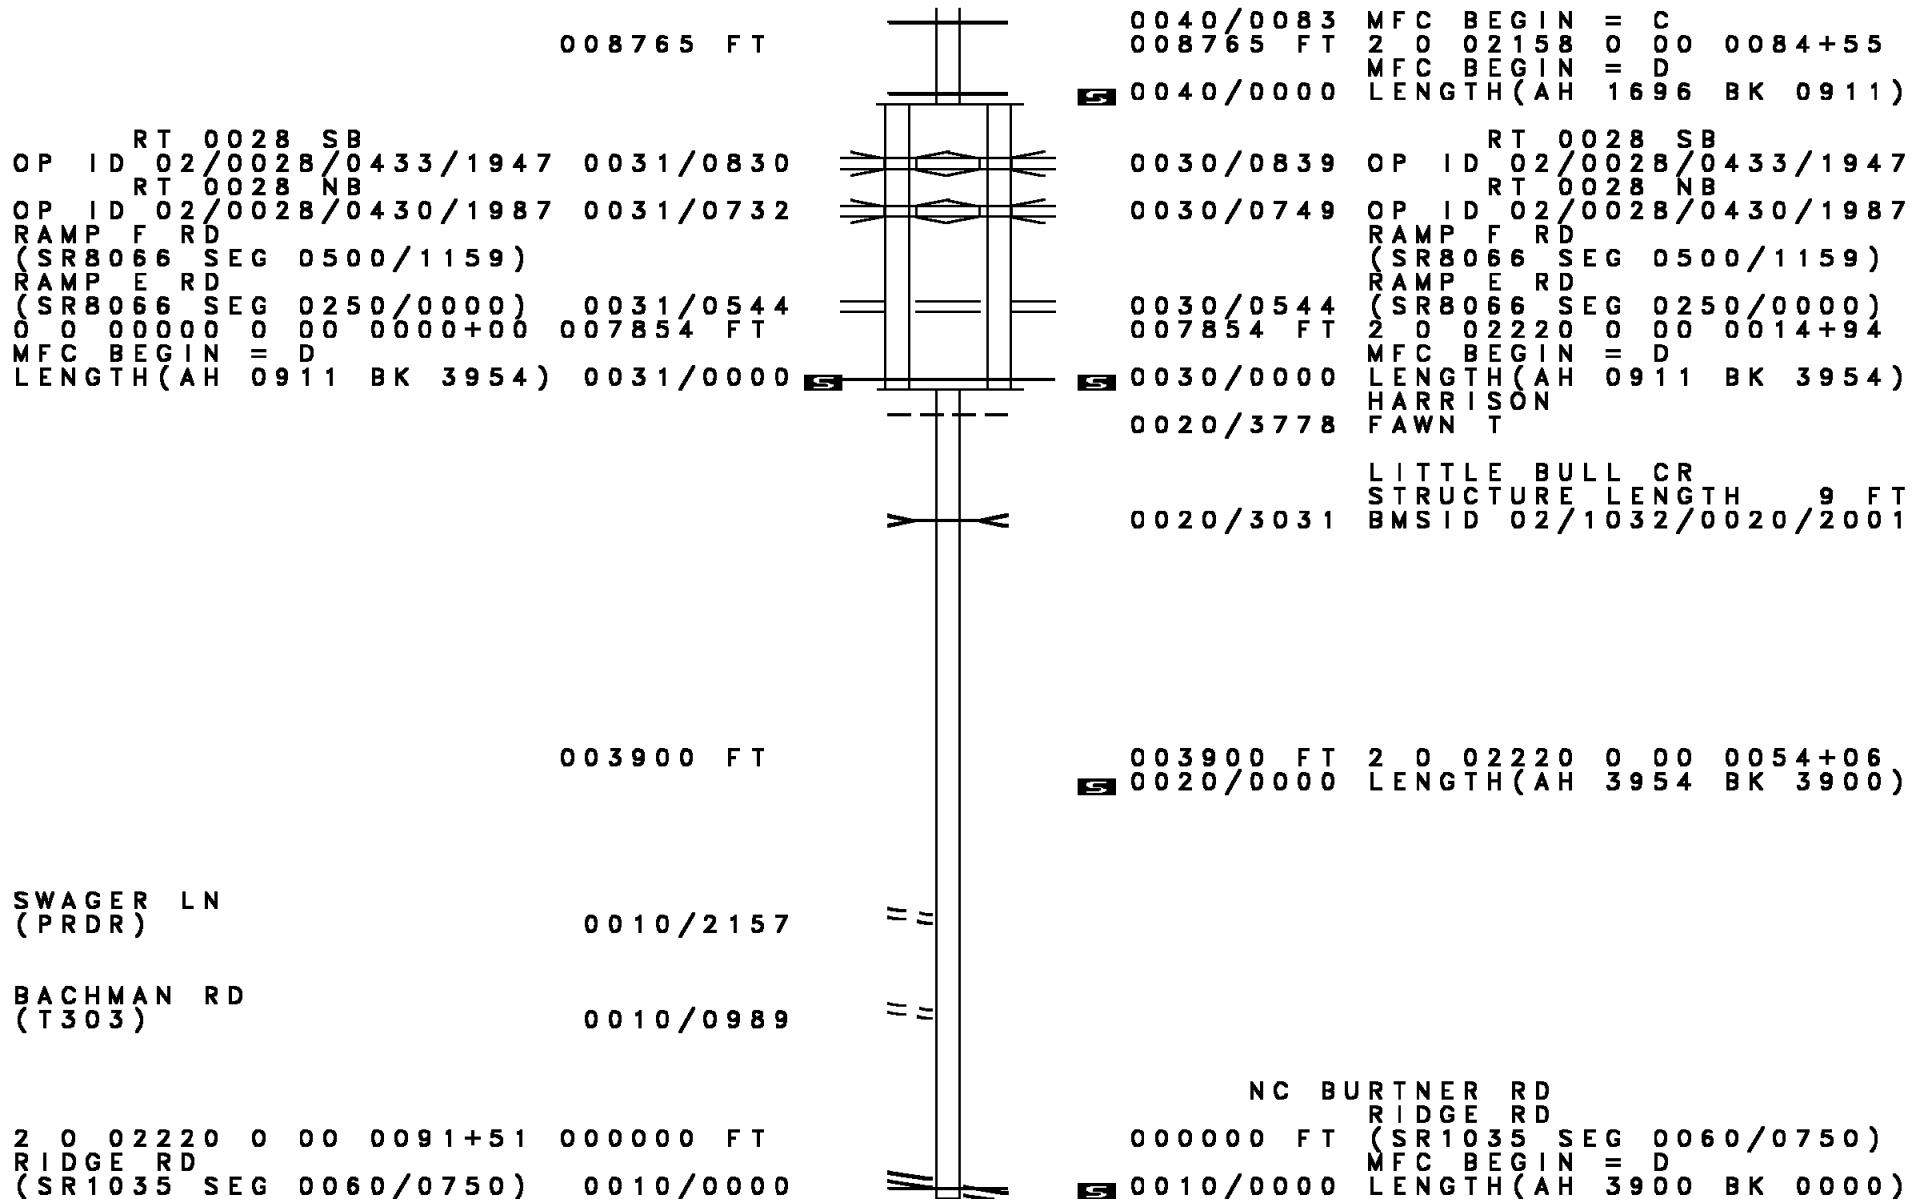 0040/0083 MFC BEGIN = C
008765 FT 008765 FT 2 0 02158 0 00 0084+55
MFC BEGIN = D
S 0040/0000 LENGTH(AH 1696 BK 0911)
RT 0028 SB RT 0028 SB
OP ID 02/0028/0433/1947 0031/0830 0030/0839 OP ID 02/0028/0433/1947
RT 0028 NB RT 0028 NB
OP ID 02/0028/0430/1987 0031/0732 0030/0749 OP ID 02/0028/0430/1987
RAMP F RD RAMP F RD
(SR8066 SEG 0500/1159) (SR8066 SEG 0500/1159)
RAMP E RD RAMP E RD
(SR8066 SEG 0250/0000) 0031/0544 0030/0544 (SR8066 SEG 0250/0000)
0 0 00000 0 00 0000+00 007854 FT 007854 FT 2 0 02220 0 00 0014+94
MFC BEGIN = D MFC BEGIN = D
LENGTH(AH 0911 BK 3954) 0031/0000 S S 0030/0000 LENGTH(AH 0911 BK 3954)
HARRISON
0020/3778 FAWN T
LITTLE BULL CR
STRUCTURE LENGTH 9 FT
0020/3031 BMSID 02/1032/0020/2001
003900 FT 003900 FT 2 0 02220 0 00 0054+06
S 0020/0000 LENGTH(AH 3954 BK 3900)
SWAGER LN
(PRDR) 0010/2157
BACHMAN RD
(T303) 0010/0989
NC BURTNER RD
RIDGE RD
2 0 02220 0 00 0091+51 000000 FT 000000 FT (SR1035 SEG 0060/0750)
RIDGE RD MFC BEGIN = D
(SR1035 SEG 0060/0750) 0010/0000 S 0010/0000 LENGTH(AH 3900 BK 0000)